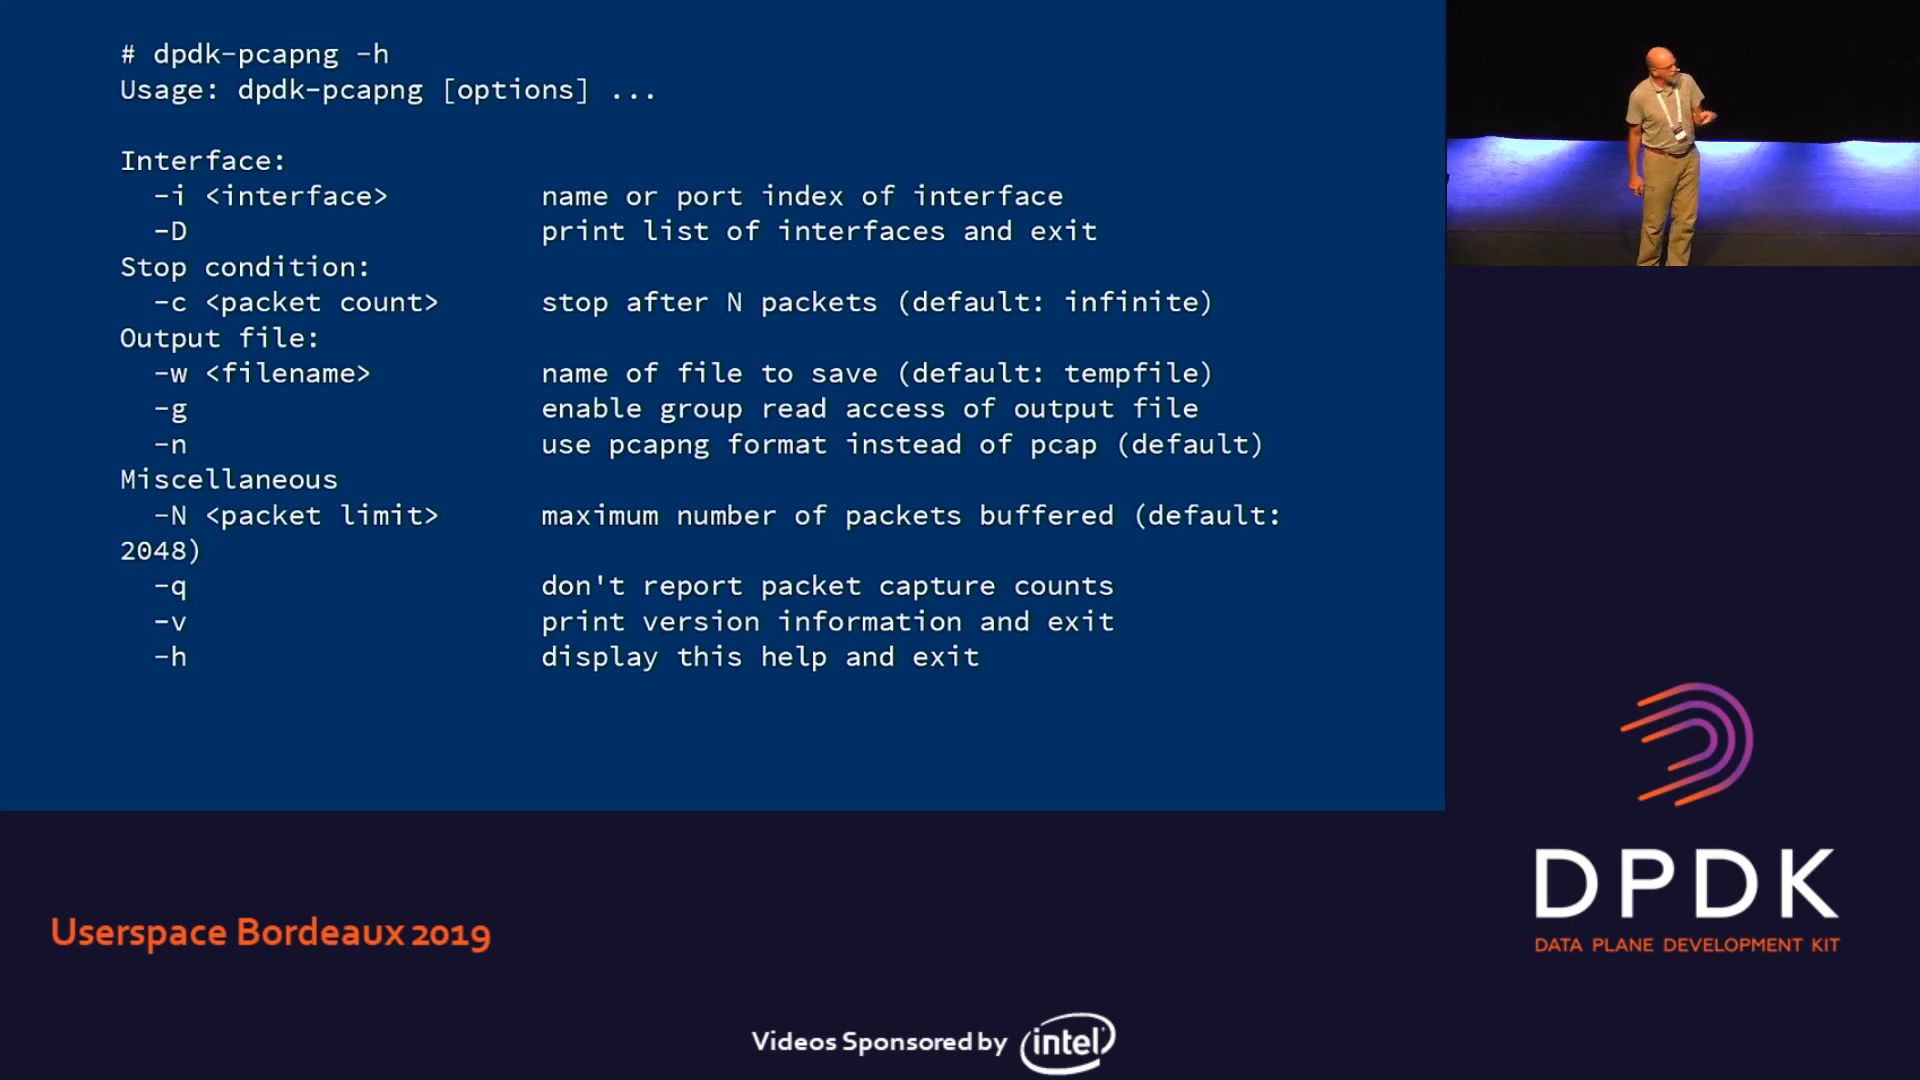 # dpdk-pcapng -h
Usage: dpdk-pcapng [options] ...
Interface:
-i <interface> name or port index of interface
-D print list of interfaces and exit
Stop condition:
-c <packet count> stop after N packets (default: infinite)
Output file:
-w <filename> name of file to save (default: tempfile)
-g enable group read access of output file
-n use pcapng format instead of pcap (default)
Miscellaneous
-N <packet limit> maximum number of packets buffered (default:
2048)
-q don't report packet capture counts
-v print version information and exit
-h display this help and exit
DPDK
DATA PLANE DEVELOPMENT KIT
Userspace Bordeaux 2019
Videos Sponsored by intel